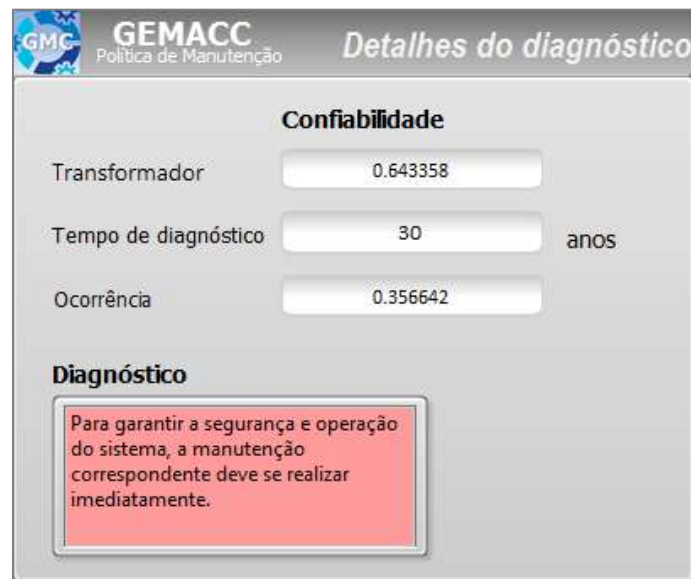 GMC
GEMACC
Política de Manutenção
Detalhes do diagnóstico
Confiabilidade
Transformador 0.643358
Tempo de diagnóstico 30 anos
Ocorrência 0.356642
Diagnóstico
Para garantir a segurança e operação
do sistema, a manutenção
correspondente deve se realizar
imediatamente.